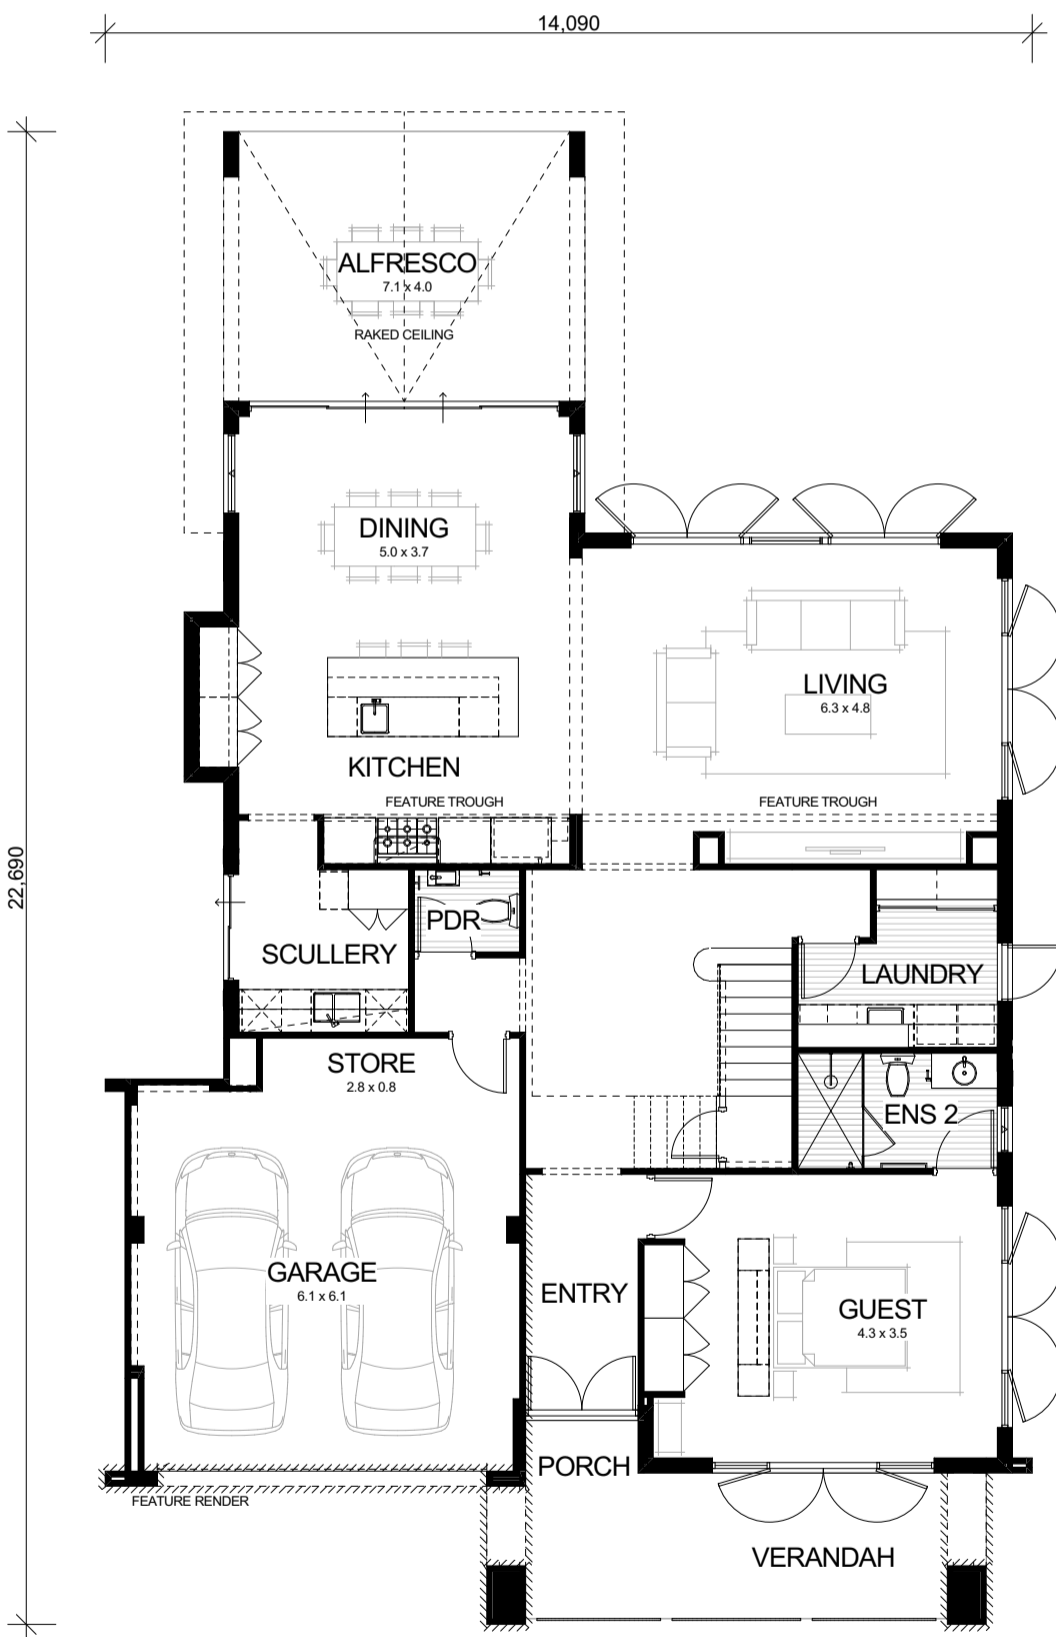 14,090
22,690
ALFRESCO
7.1 x 4.0
RAKED CEILING
DINING
5.0 x 3.7
LIVING
6.3 x 4.8
KITCHEN
FEATURE TROUGH
FEATURE TROUGH
PDR
SCULLERY
LAUNDRY
STORE
2.8 x 0.8
ENS 2
GARAGE
6.1 x 6.1
ENTRY
GUEST
4.3 x 3.5
PORCH
FEATURE RENDER
VERANDAH